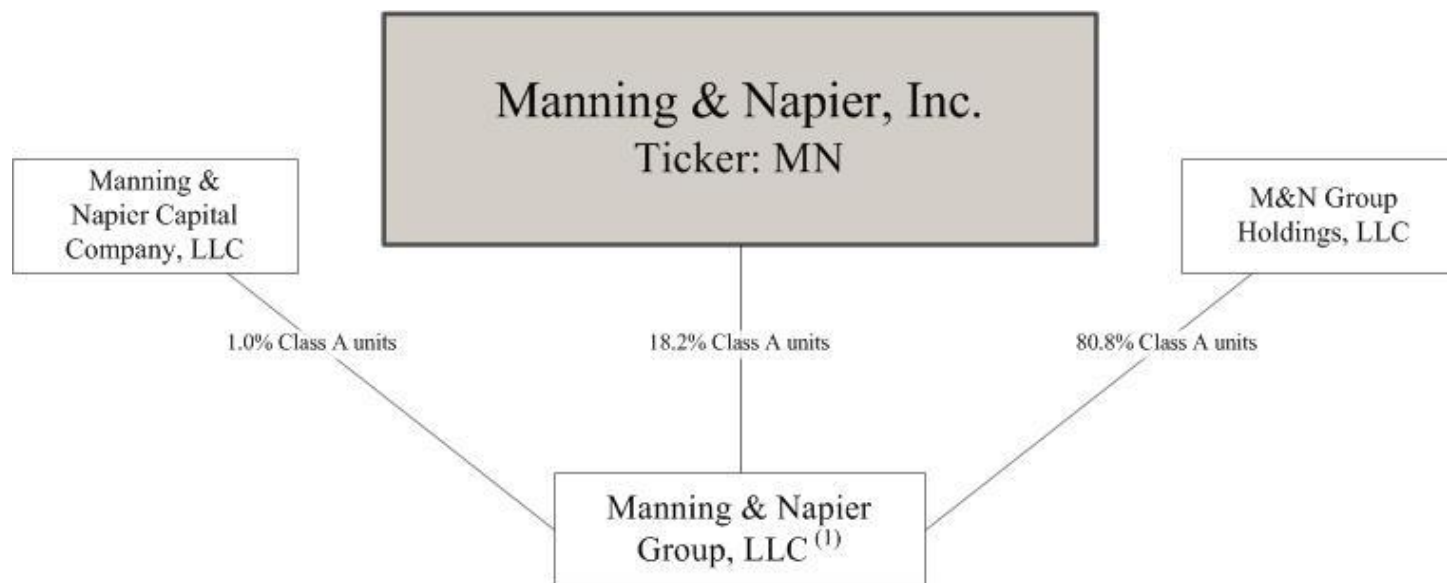 Manning & Napier, Inc.
Ticker: MN
Manning &
Napier Capital
Company, LLC
M&N Group
Holdings, LLC
1.0% Class A units
18.2% Class A units
80.8% Class A units
Manning & Napier
Group, LLC (1)